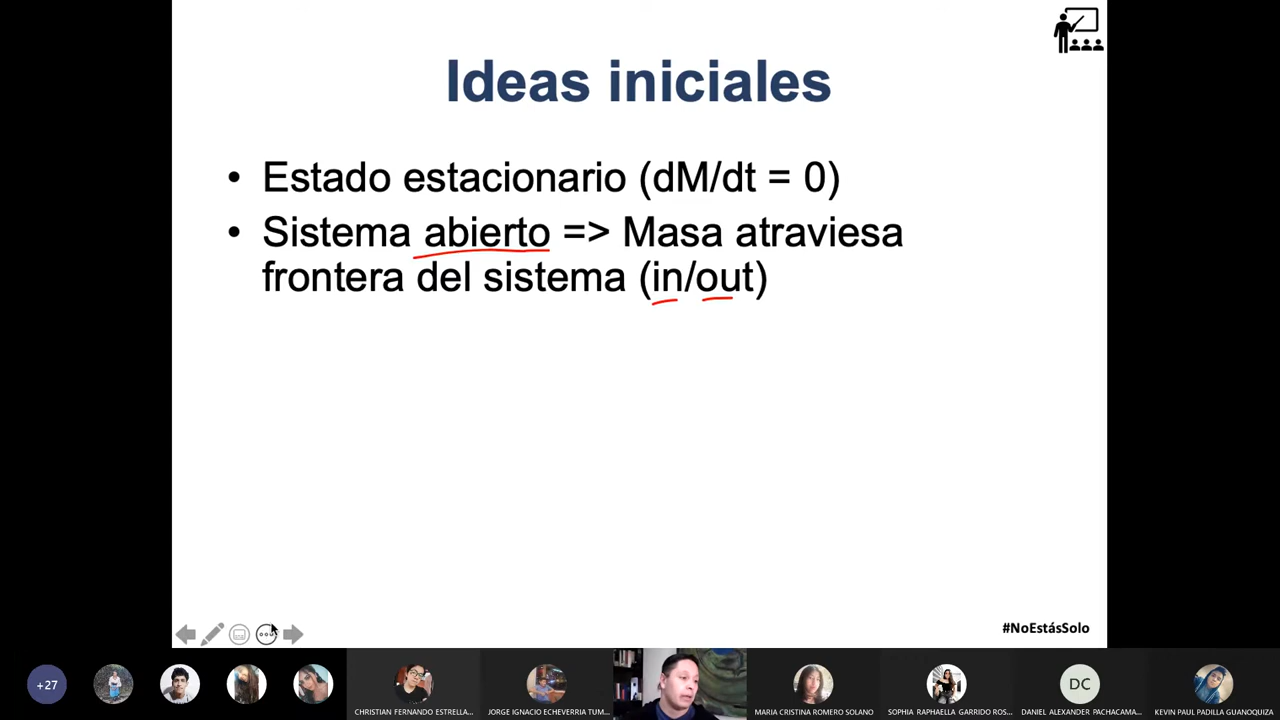 Ideas iniciales
• Estado estacionario (dM/dt = 0)
• Sistema abierto => Masa atraviesa
frontera del sistema (in/out)
#NoEstásSolo
+27
CHRISTIAN FERNANDO ESTRELLA...
JORGE IGNACIO ECHEVERRIA TUM...
MARIA CRISTINA ROMERO SOLANO
SOPHIA RAPHAELLA GARRIDO ROS...
DC
DANIEL ALEXANDER PACHACAMA...
KEVIN PAUL PADILLA GUANOQUIZA